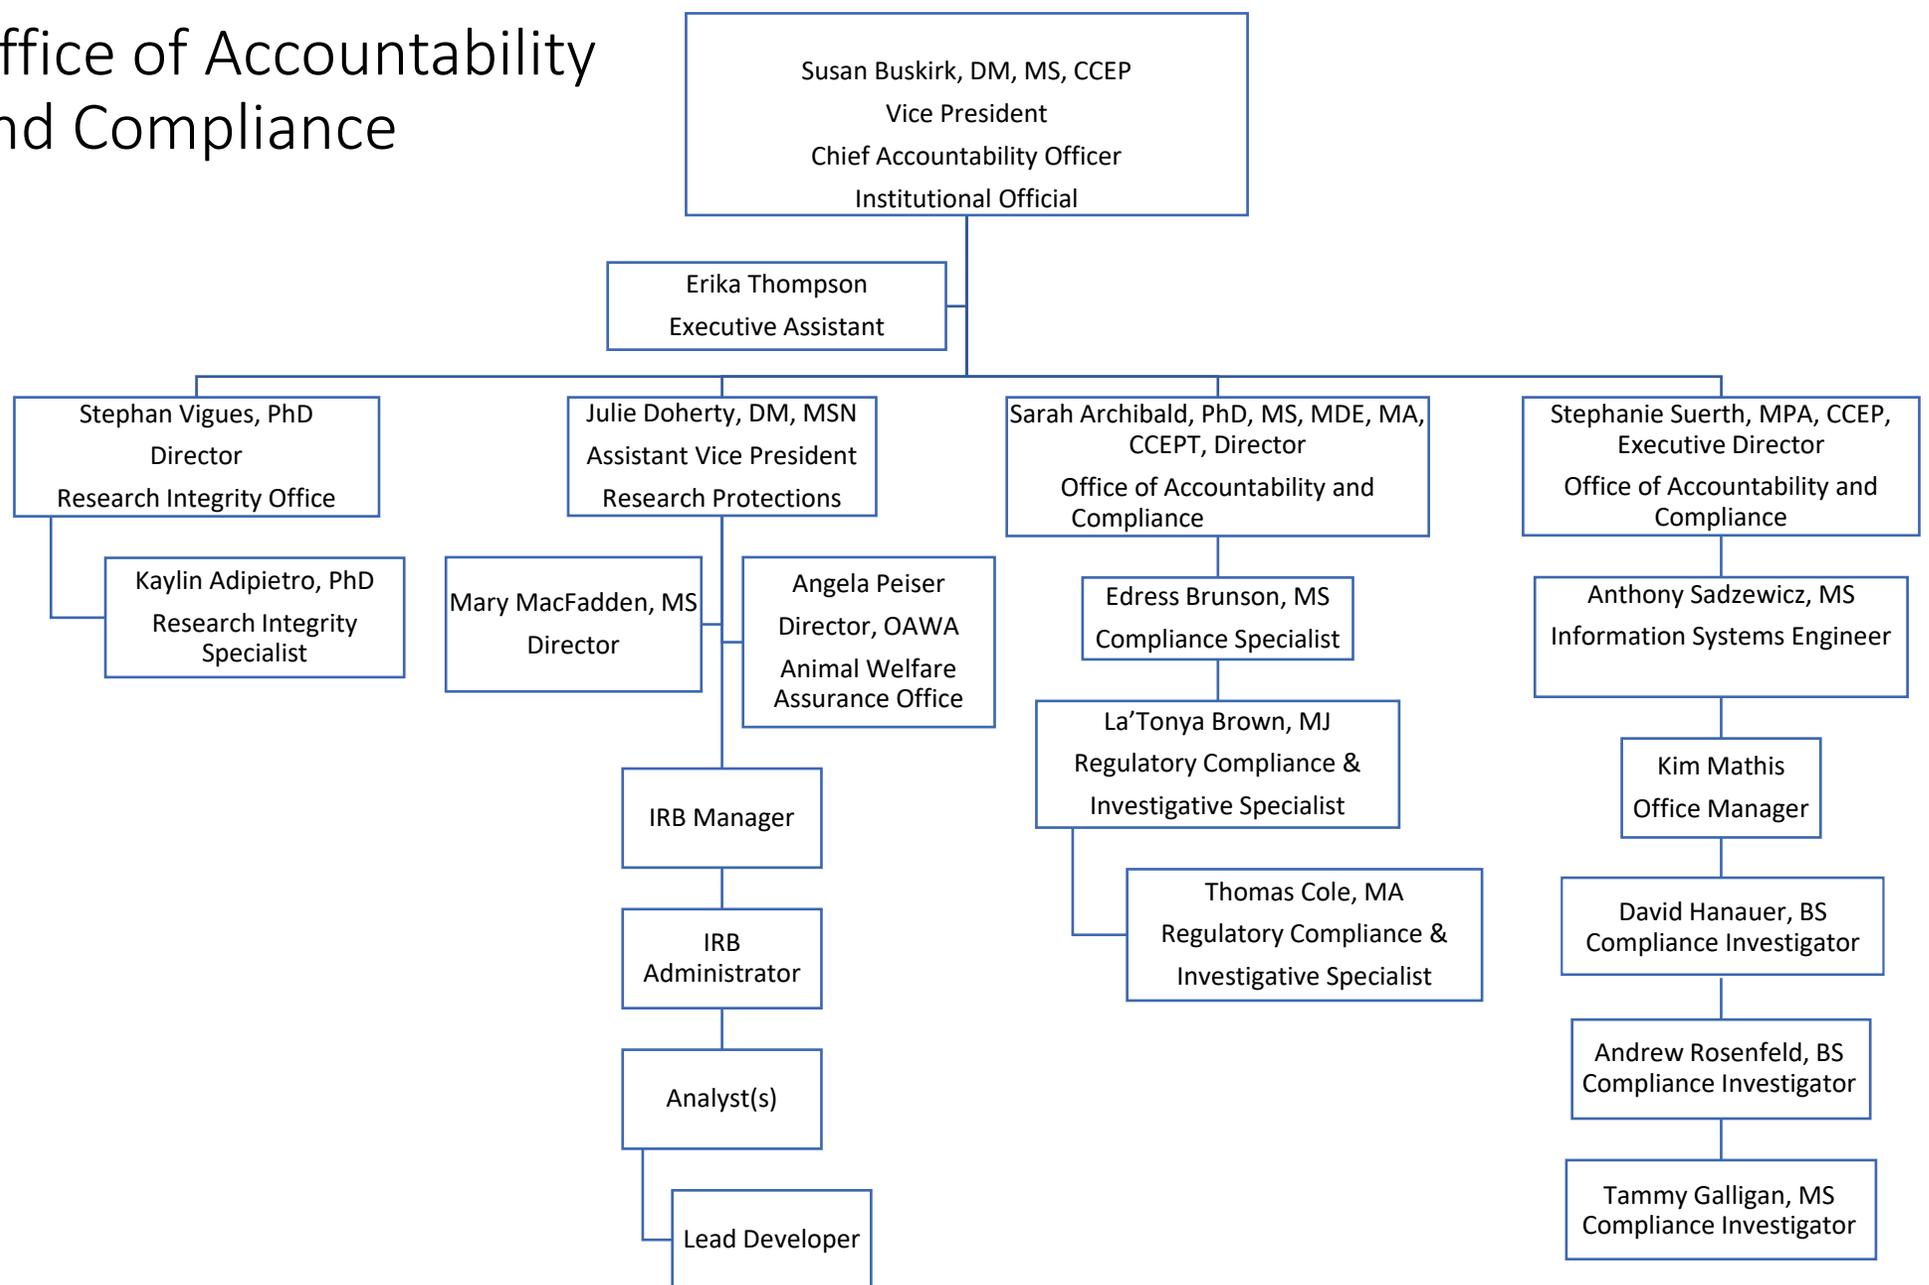 ffice of Accountability
nd Compliance
Susan Buskirk, DM, MS, CCEP
Vice President
Chief Accountability Officer
Institutional Official
Erika Thompson
Executive Assistant
Stephan Vigues, PhD
Director
Research Integrity Office
Kaylin Adipietro, PhD
Research Integrity
Specialist
Julie Doherty, DM, MSN
Assistant Vice President
Research Protections
Mary MacFadden, MS
Director
Angela Peiser
Director, OAWA
Animal Welfare
Assurance Office
IRB Manager
IRB
Administrator
Analyst(s)
Lead Developer
Sarah Archibald, PhD, MS, MDE, MA,
CCEPT, Director
Office of Accountability and
Compliance
Edress Brunson, MS
Compliance Specialist
La’Tonya Brown, MJ
Regulatory Compliance &
Investigative Specialist
Thomas Cole, MA
Regulatory Compliance &
Investigative Specialist
Stephanie Suerth, MPA, CCEP,
Executive Director
Office of Accountability and
Compliance
Anthony Sadzewicz, MS
Information Systems Engineer
Kim Mathis
Office Manager
David Hanauer, BS
Compliance Investigator
Andrew Rosenfeld, BS
Compliance Investigator
Tammy Galligan, MS
Compliance Investigator